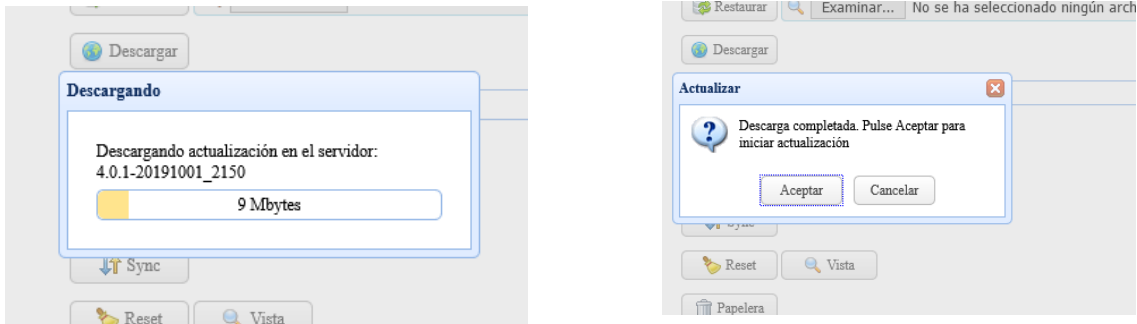 Descargar
Descargando
Descargando actualización en el servidor:
4.0.1-20191001_2150
9 Mbytes
Sync
Reset
Vista
Restaurar
Examinar...
No se ha seleccionado ningún arch
Descargar
Actualizar
Descarga completada. Pulse Aceptar para
iniciar actualización
Aceptar
Cancelar
Sync
Reset
Vista
Papelera